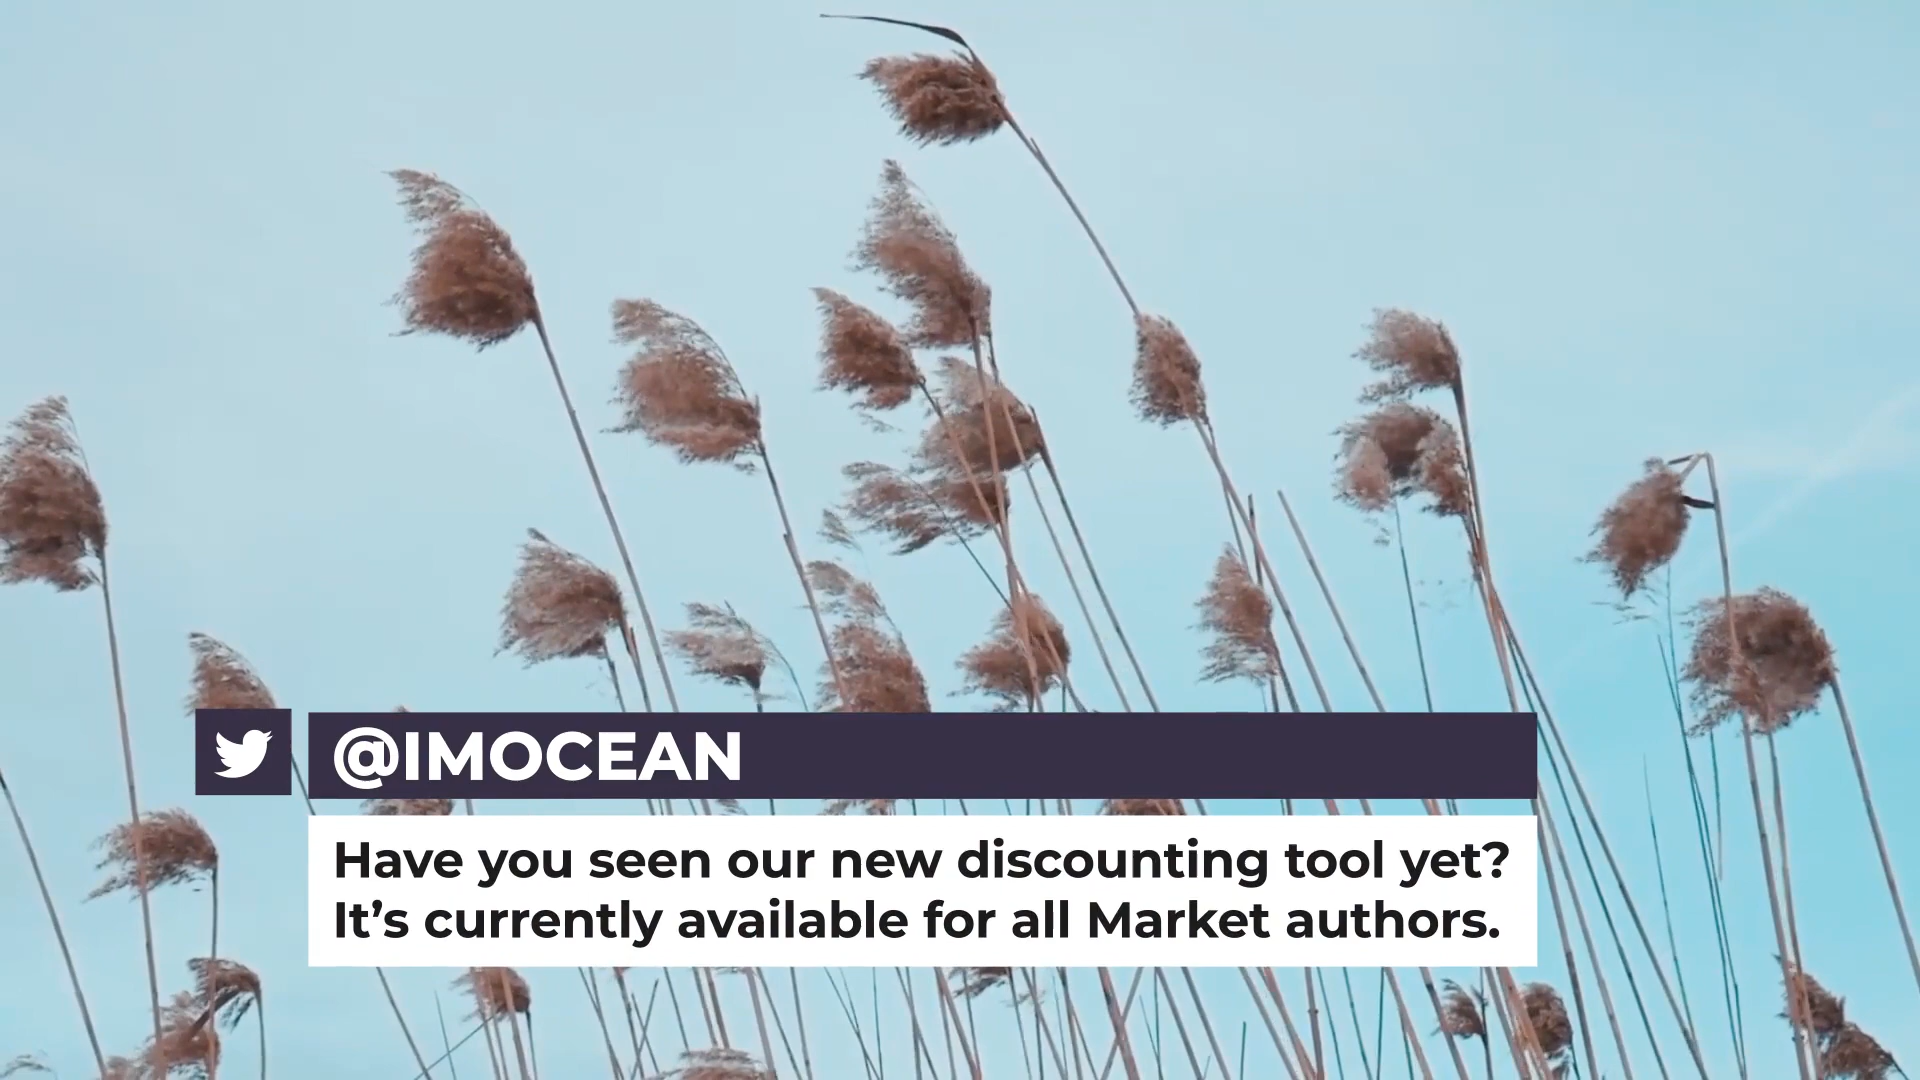 @IMOCEAN
Have you seen our new discounting tool yet?
It’s currently available for all Market authors.